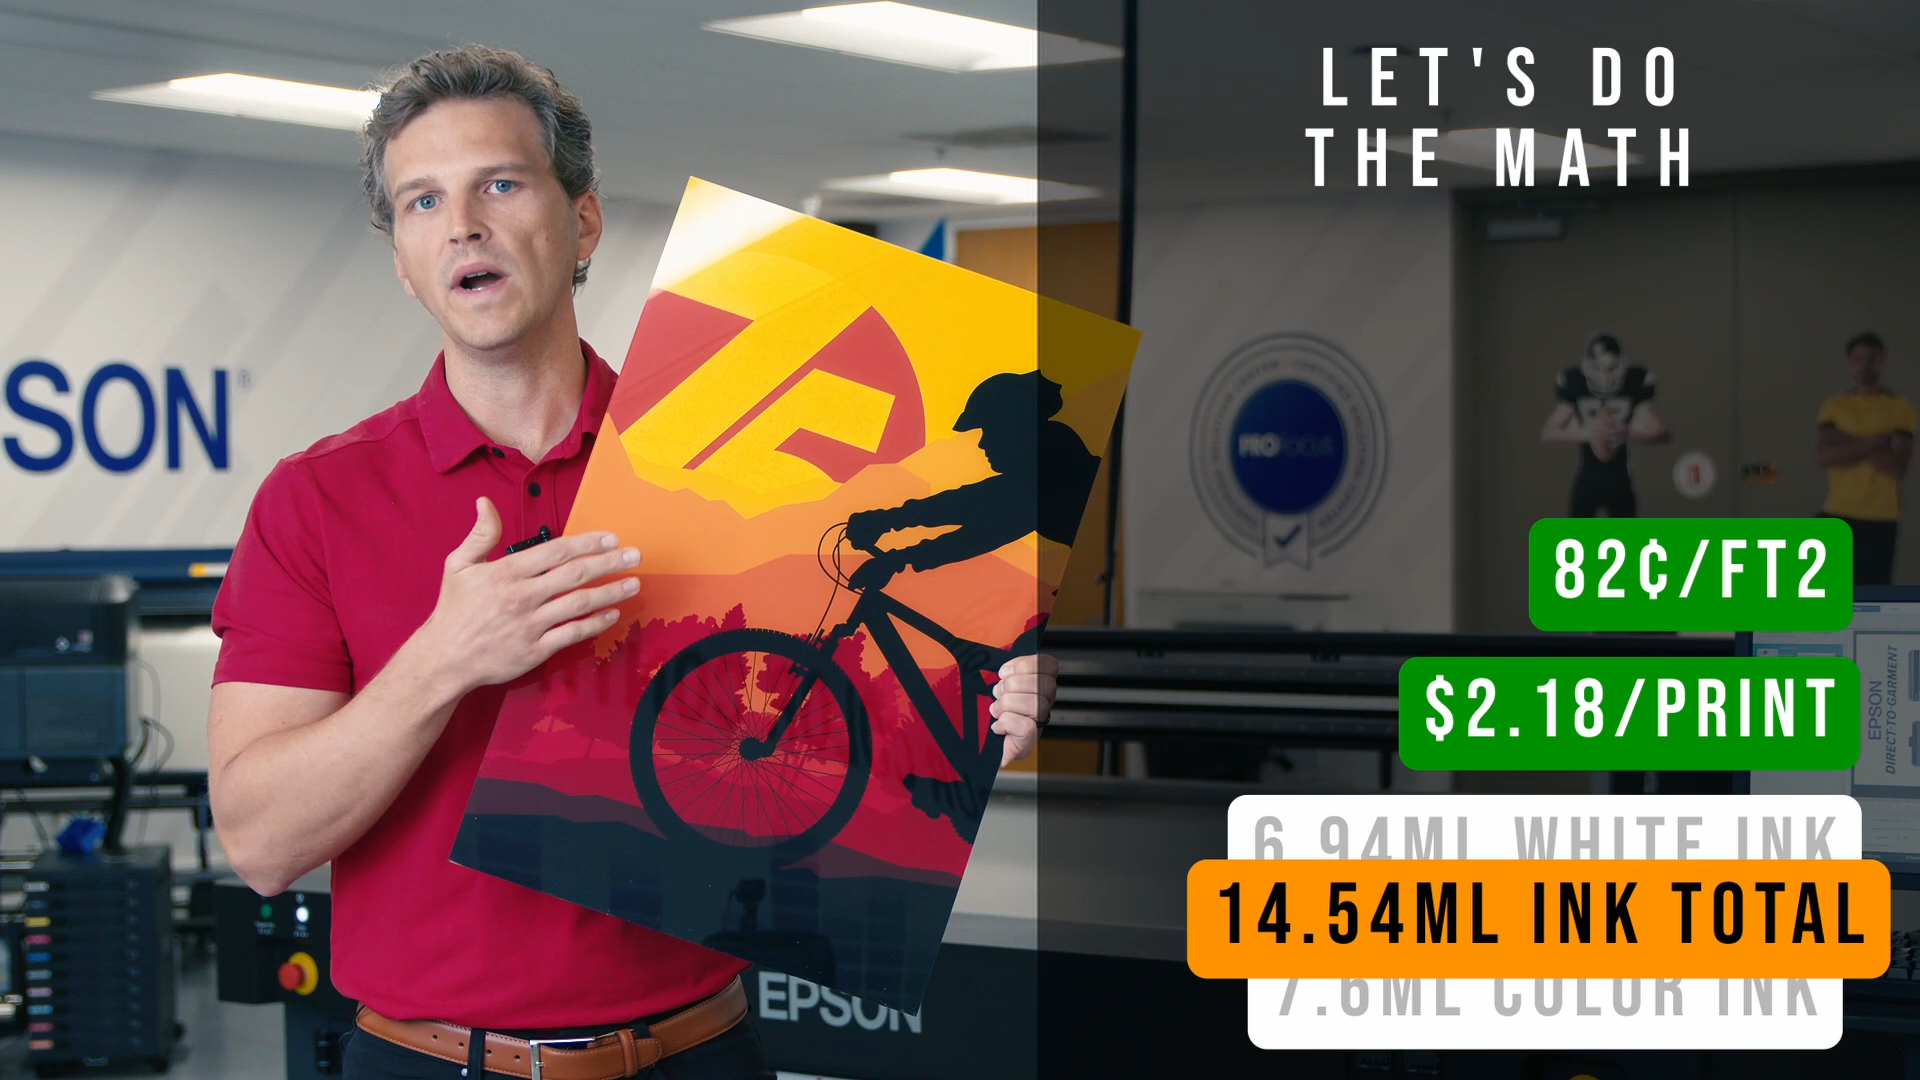 LET'S DO
THE MATH
SON
PROFOCUS
82¢/FT2
$2.18/PRINT
EPSON
DIRECT-TO-GARMENT
6.94ML WHITE INK
14.54ML INK TOTAL
7.6ML COLOR INK
EPSON